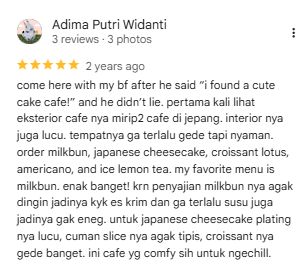 Adima Putri Widanti
3 reviews · 3 photos
2 years ago
come here with my bf after he said “i found a cute
cake cafe!” and he didn’t lie. pertama kali lihat
eksterior cafe nya mirip2 cafe di jepang. interior nya
juga lucu. tempatnya ga terlalu gede tapi nyaman.
order milkbun, japanese cheesecake, croissant lotus,
americano, and ice lemon tea. my favorite menu is
milkbun. enak banget! krn penyajian milkbun nya agak
dingin jadinya kyk es krim dan ga terlalu susu juga
jadinya gak eneg. untuk japanese cheesecake plating
nya lucu, cuman slice nya agak tipis, croissant nya
gede banget. ini cafe yg comfy sih untuk ngechill.